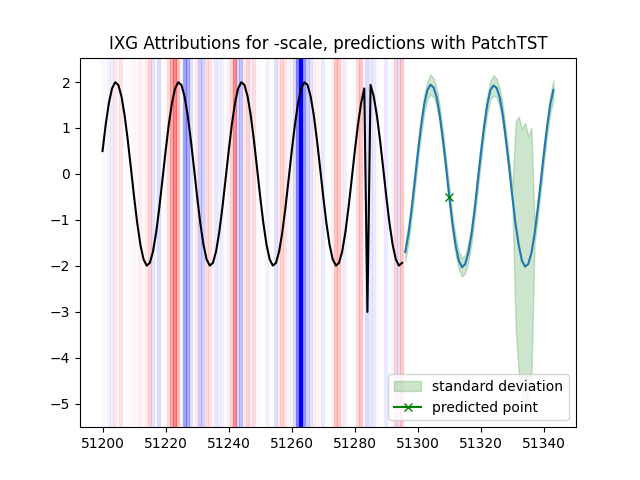 IXG Attributions for -scale, predictions with PatchTST
2
1
0
−1
−2
−3
−4
−5
standard deviation
predicted point
51200 51220 51240 51260 51280 51300 51320 51340